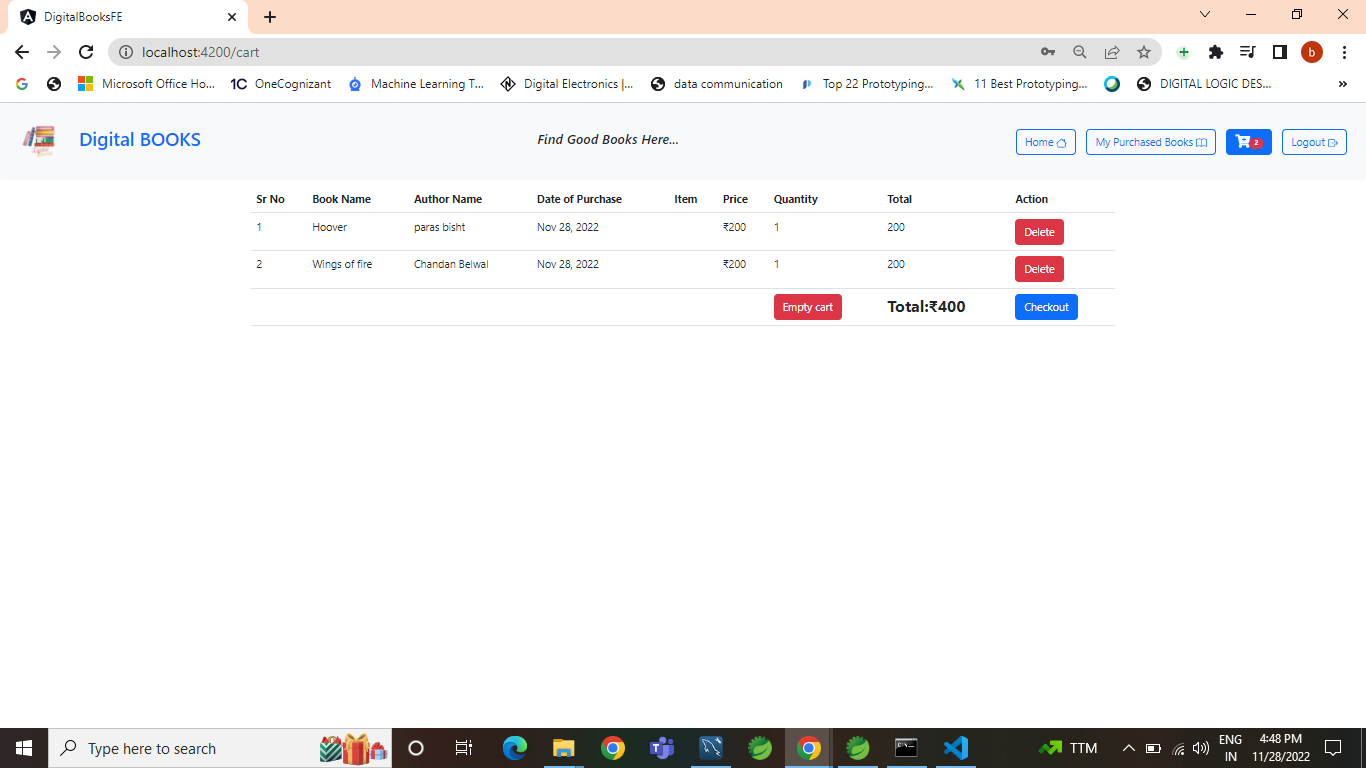 DigitalBooksFE
localhost:4200/cart
Microsoft Office Ho... 1C OneCognizant Machine Learning T... Digital Electronics |... data communication Top 22 Prototyping... 11 Best Prototyping... DIGITAL LOGIC DES... »
Digital BOOKS Find Good Books Here... Home My Purchased Books 2 Logout
Sr No Book Name Author Name Date of Purchase Item Price Quantity Total Action
1 Hoover paras bisht Nov 28, 2022 ₹200 1 200 Delete
2 Wings of fire Chandan Belwal Nov 28, 2022 ₹200 1 200 Delete
Empty cart Total:₹400 Checkout
Type here to search TTM ENG 4:48 PM
IN 11/28/2022